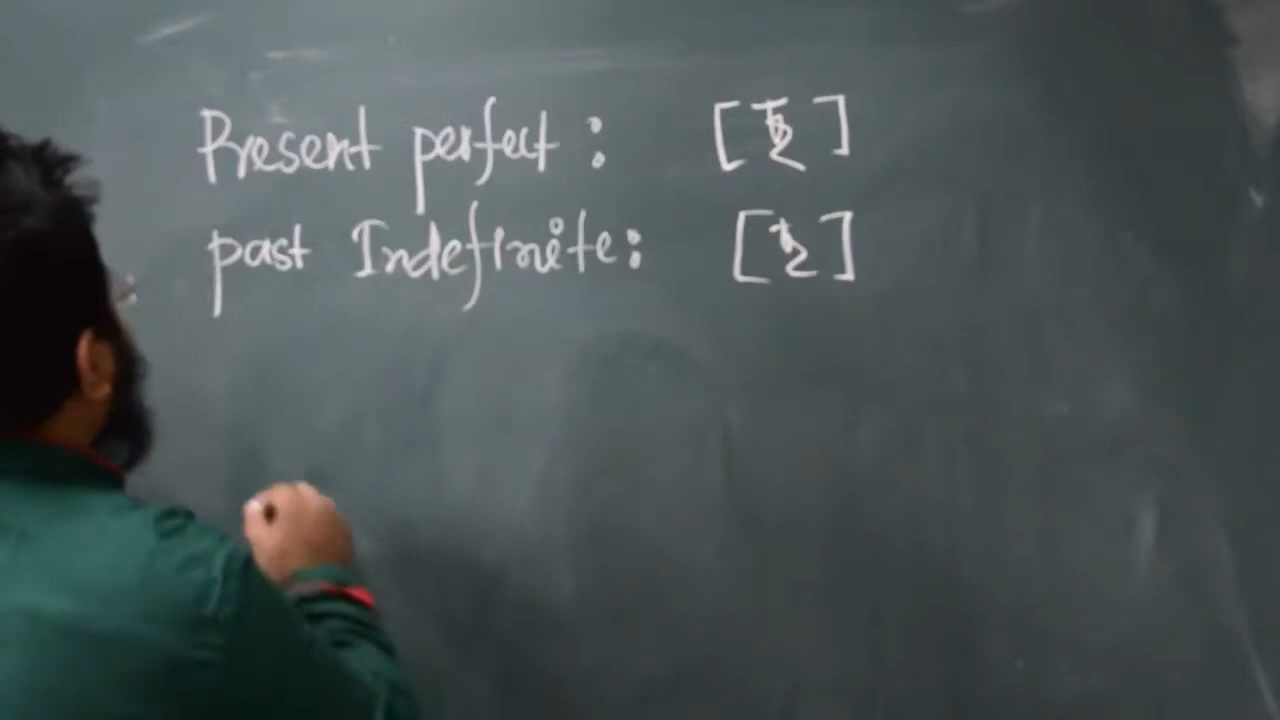 Present perfect : [ ]
past Indefinite : [ ]